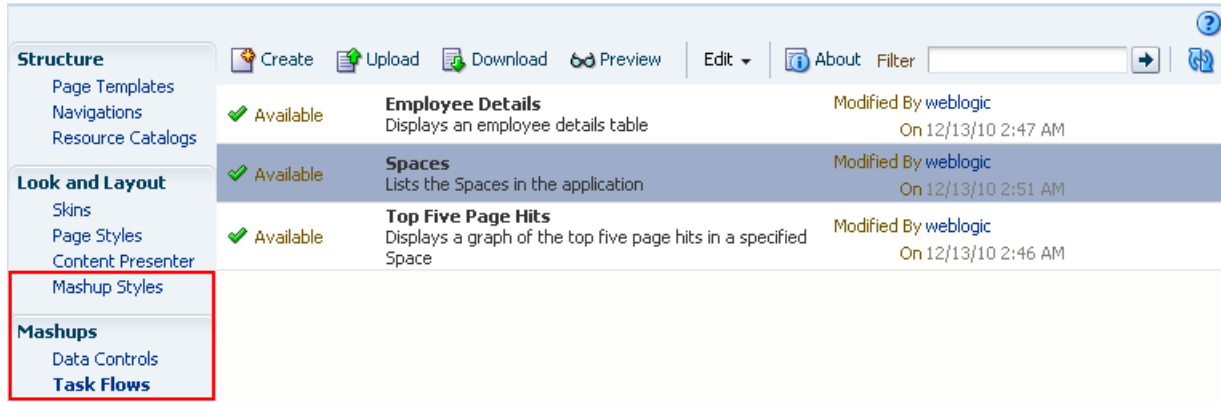 Structure
Page Templates
Navigations
Resource Catalogs
Look and Layout
Skins
Page Styles
Content Presenter
Mashup Styles
Mashups
Data Controls
Task Flows
Create Upload Download Preview Edit About Filter
Available Employee Details Modified By weblogic
Displays an employee details table On 12/13/10 2:47 AM
Available Spaces Modified By weblogic
Lists the Spaces in the application On 12/13/10 2:51 AM
Available Top Five Page Hits Modified By weblogic
Displays a graph of the top five page hits in a specified
Space On 12/13/10 2:46 AM